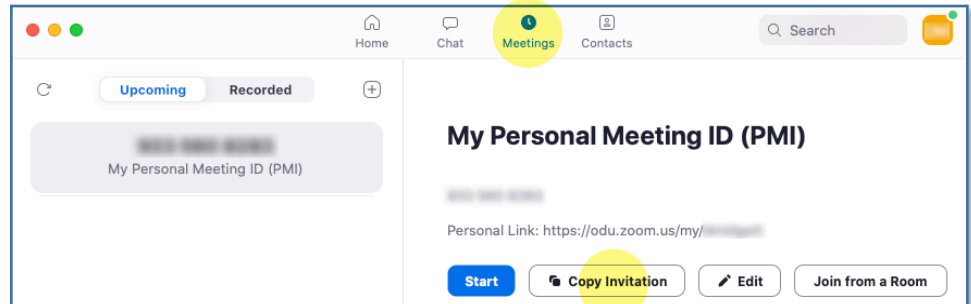 Home Chat Meetings Contacts Search
Upcoming Recorded
My Personal Meeting ID (PMI)
My Personal Meeting ID (PMI)
Personal Link: https://odu.zoom.us/my/
Start Copy Invitation Edit Join from a Room